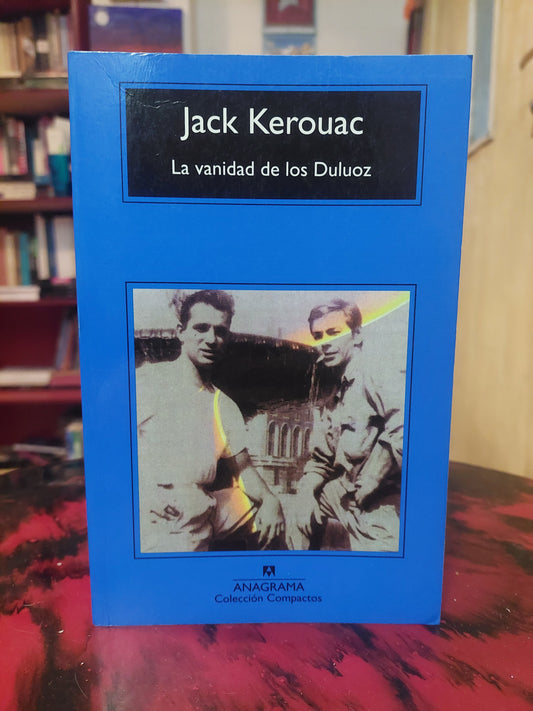 Jack Kerouac
La vanidad de los Duluoz
ANAGRAMA
Colección Compactos